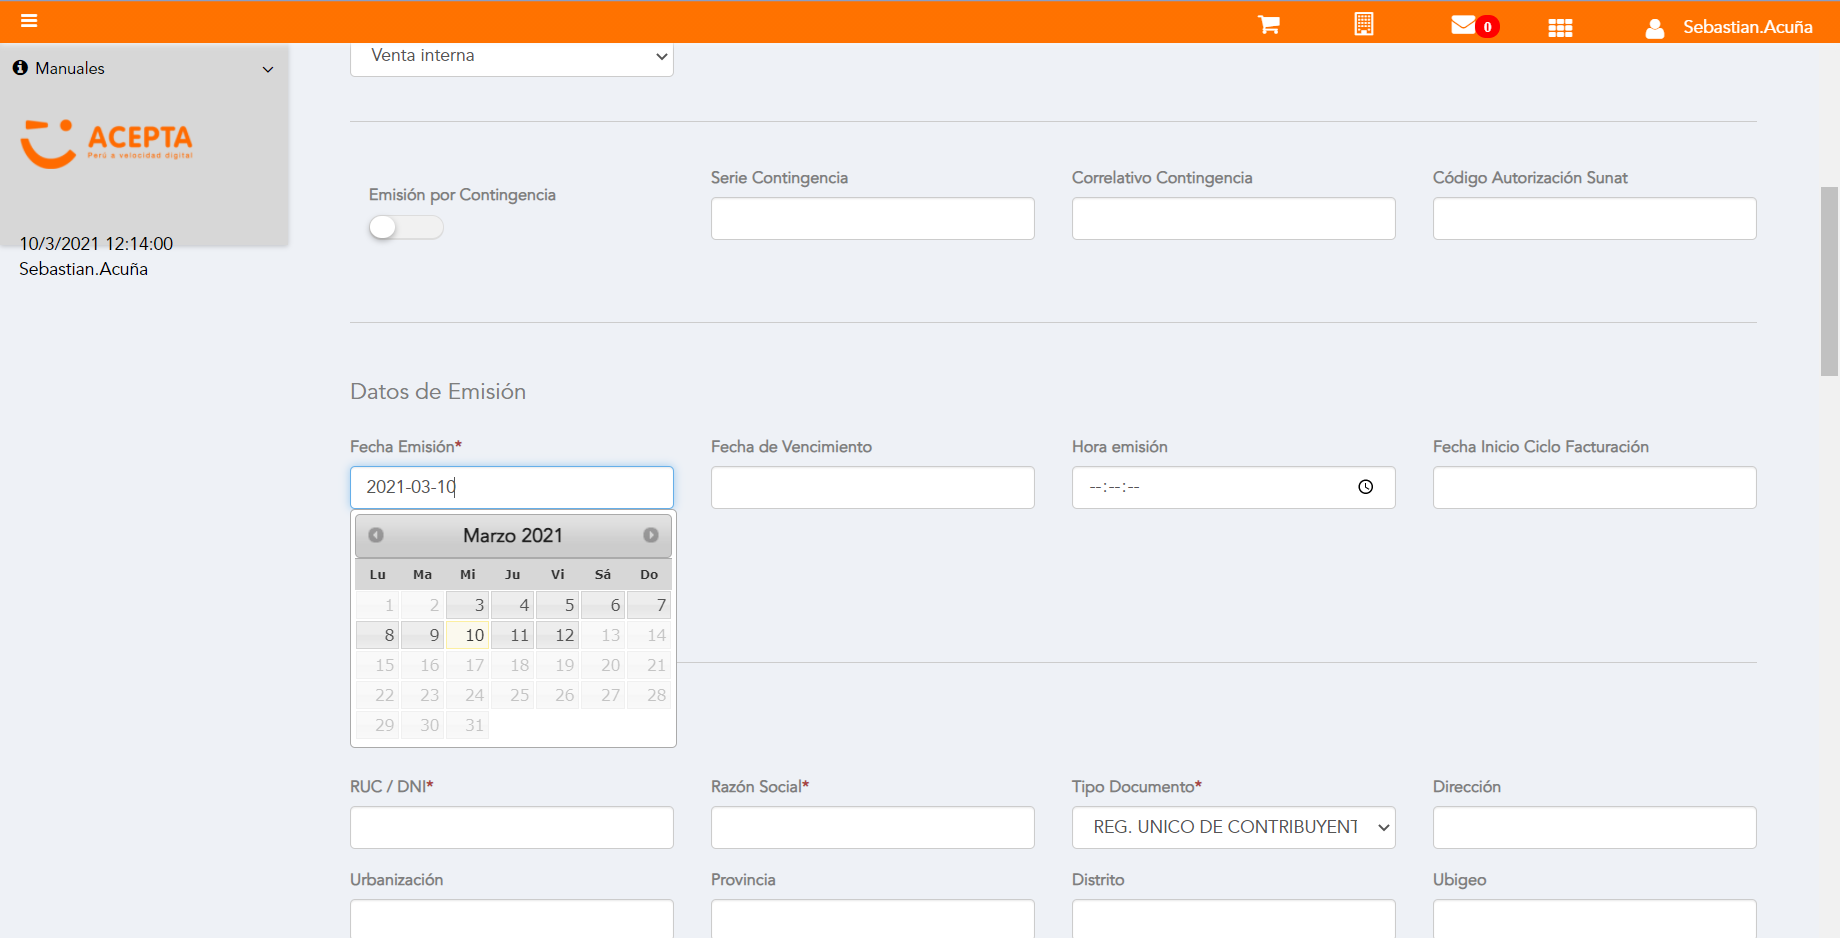 0
Sebastian.Acuña
Manuales
ACEPTA
Perú a velocidad digital
10/3/2021 12:14:00
Sebastian.Acuña
Venta interna
Emisión por Contingencia
Serie Contingencia
Correlativo Contingencia
Código Autorización Sunat
Datos de Emisión
Fecha Emisión*
Fecha de Vencimiento
Hora emisión
Fecha Inicio Ciclo Facturación
2021-03-10
--:--:--
Marzo 2021
Lu Ma Mi Ju Vi Sá Do
1 2 3 4 5 6 7
8 9 10 11 12 13 14
15 16 17 18 19 20 21
22 23 24 25 26 27 28
29 30 31
RUC / DNI*
Razón Social*
Tipo Documento*
Dirección
REG. UNICO DE CONTRIBUYENT
Urbanización
Provincia
Distrito
Ubigeo